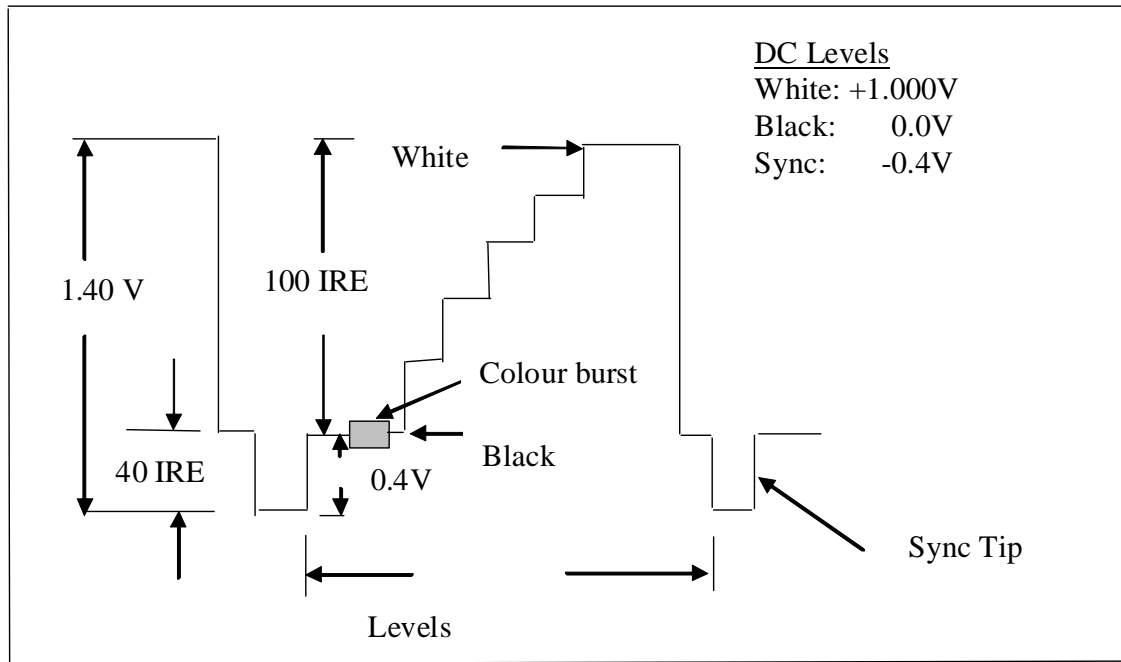 DC Levels
White: +1.000V
Black: 0.0V
Sync: -0.4V
White
1.40 V
100 IRE
Colour burst
Black
40 IRE
0.4V
Sync Tip
Levels